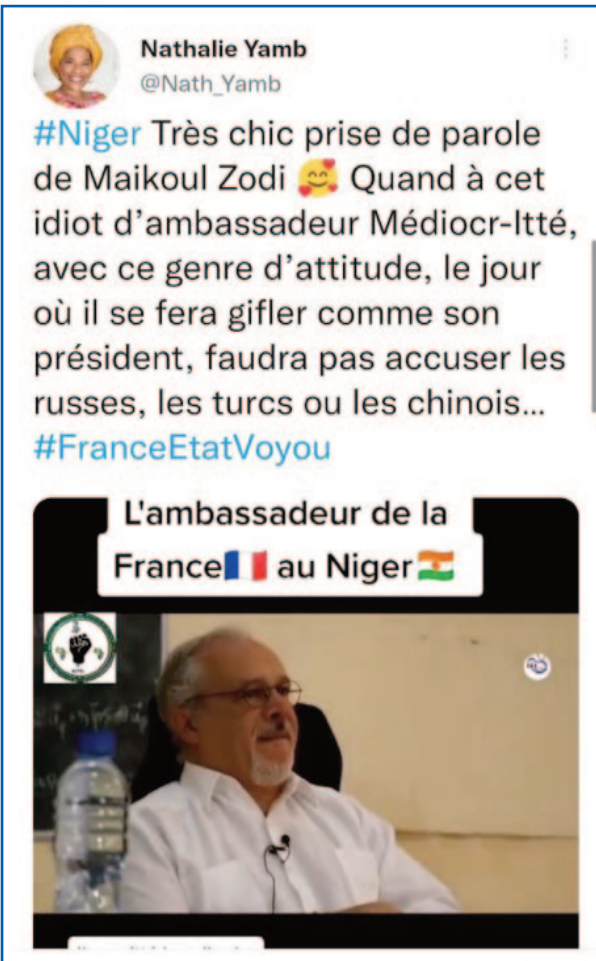 Nathalie Yamb
@Nath_Yamb
#Niger Très chic prise de parole
de Maikoul Zodi 🥰 Quand à cet
idiot d’ambassadeur Médiocr-Itté,
avec ce genre d’attitude, le jour
où il se fera gifler comme son
président, faudra pas accuser les
russes, les turcs ou les chinois...
#FranceEtatVoyou
L'ambassadeur de la
France🇫🇷 au Niger🇳🇪